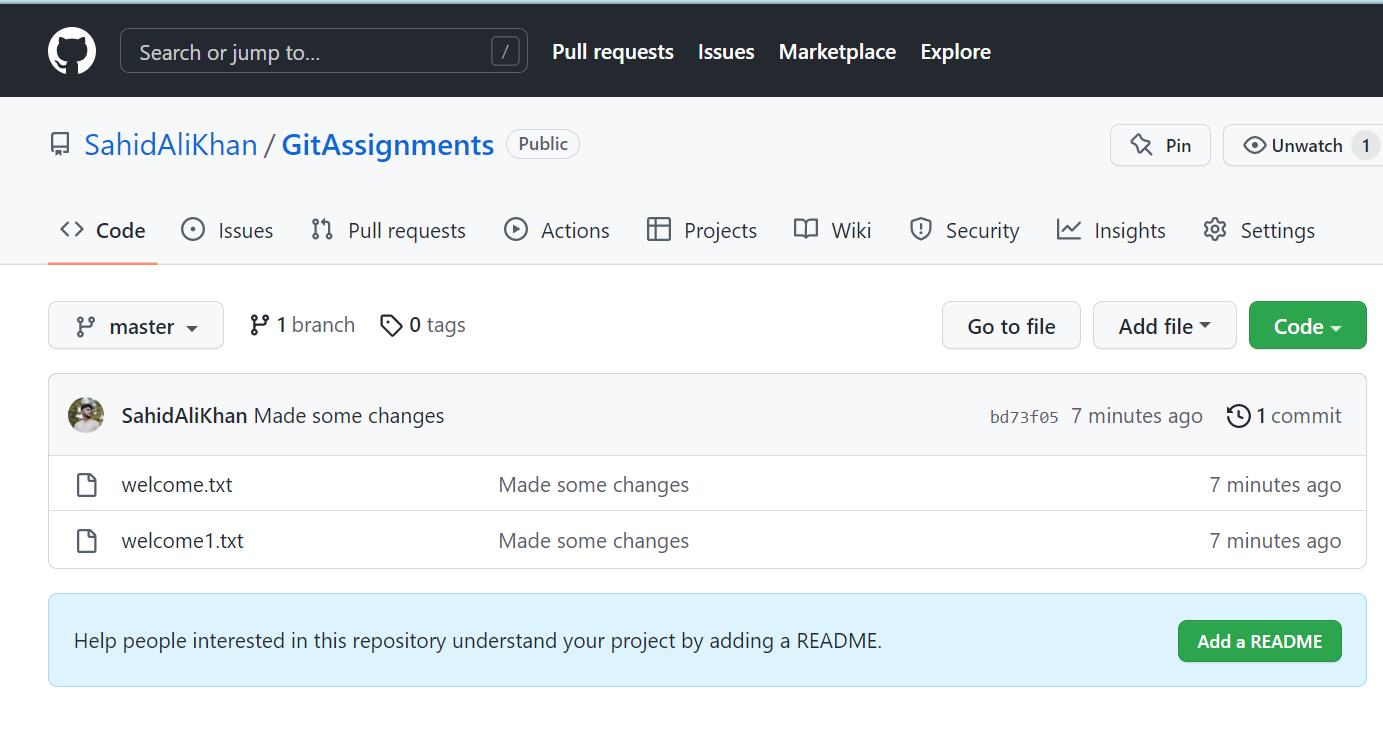 Search or jump to... / Pull requests Issues Marketplace Explore
SahidAliKhan / GitAssignments Public Pin Unwatch 1
Code Issues Pull requests Actions Projects Wiki Security Insights Settings
master 1 branch 0 tags Go to file Add file Code
SahidAliKhan Made some changes bd73f05 7 minutes ago 1 commit
welcome.txt Made some changes 7 minutes ago
welcome1.txt Made some changes 7 minutes ago
Help people interested in this repository understand your project by adding a README. Add a README